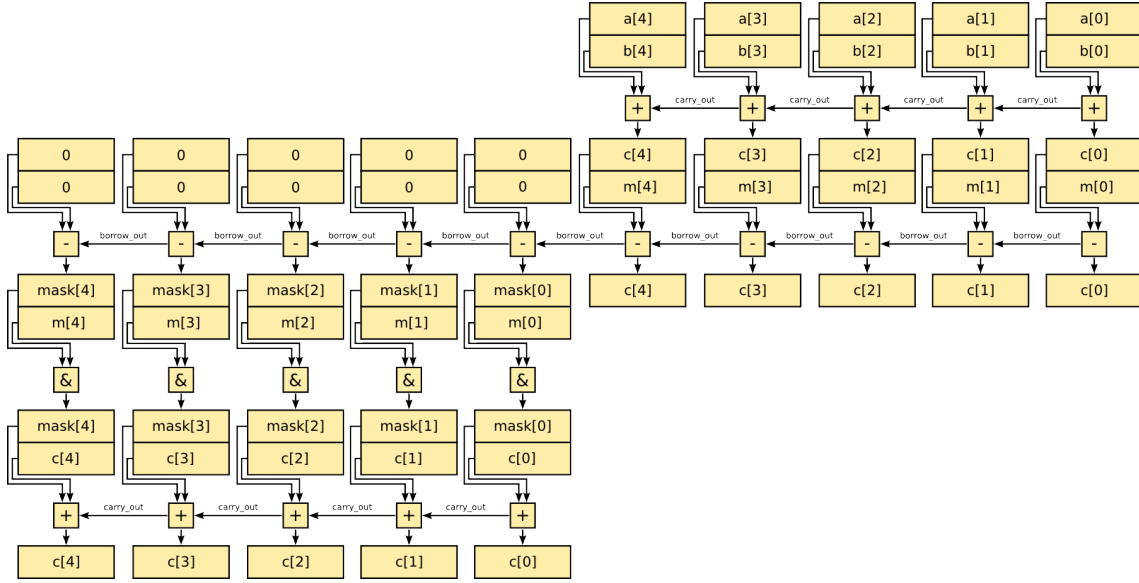 a[4] a[3] a[2] a[1] a[0]
b[4] b[3] b[2] b[1] b[0]
+ carry_out + carry_out + carry_out + carry_out +
0 0 0 0 0 c[4] c[3] c[2] c[1] c[0]
0 0 0 0 0 m[4] m[3] m[2] m[1] m[0]
- borrow_out - borrow_out - borrow_out - borrow_out - borrow_out - borrow_out - borrow_out - borrow_out - borrow_out -
mask[4] mask[3] mask[2] mask[1] mask[0] c[4] c[3] c[2] c[1] c[0]
m[4] m[3] m[2] m[1] m[0]
& & & & &
mask[4] mask[3] mask[2] mask[1] mask[0]
c[4] c[3] c[2] c[1] c[0]
+ carry_out + carry_out + carry_out + carry_out +
c[4] c[3] c[2] c[1] c[0]